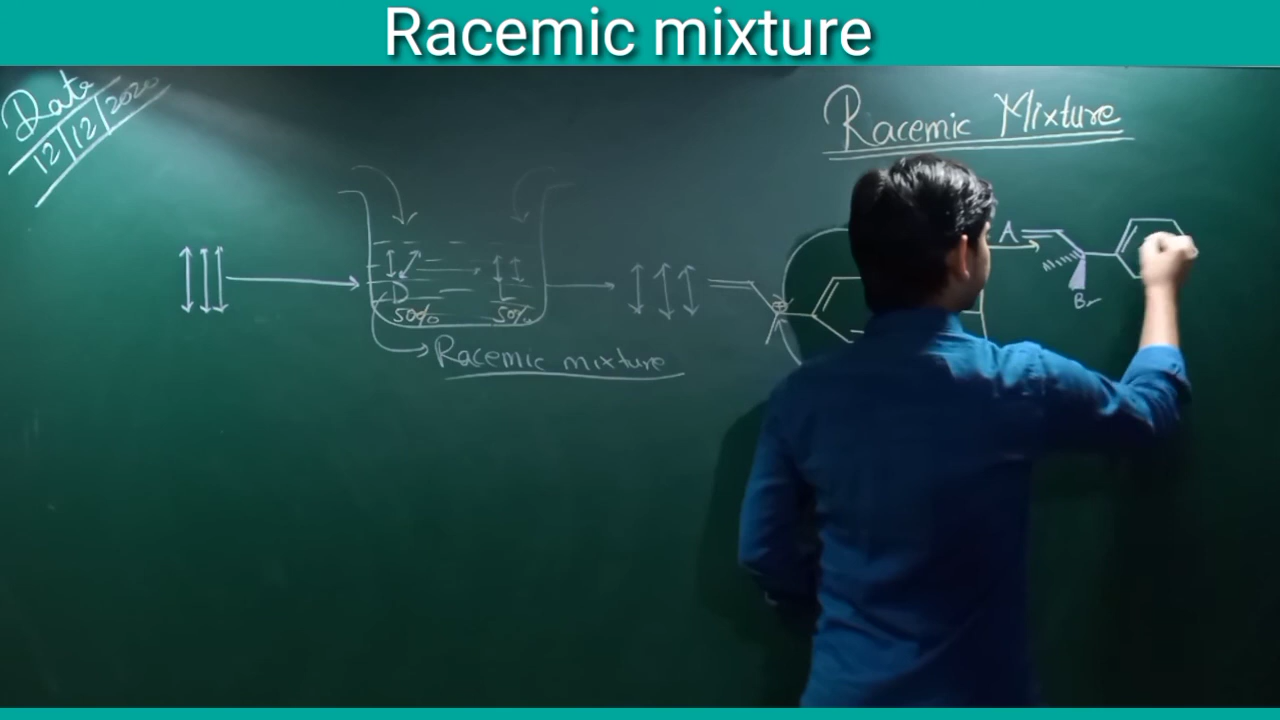 Racemic mixture
Date
12/12/2020
Racemic Mixture
A
Br
D
L
50% 50%
⊕
Racemic mixture